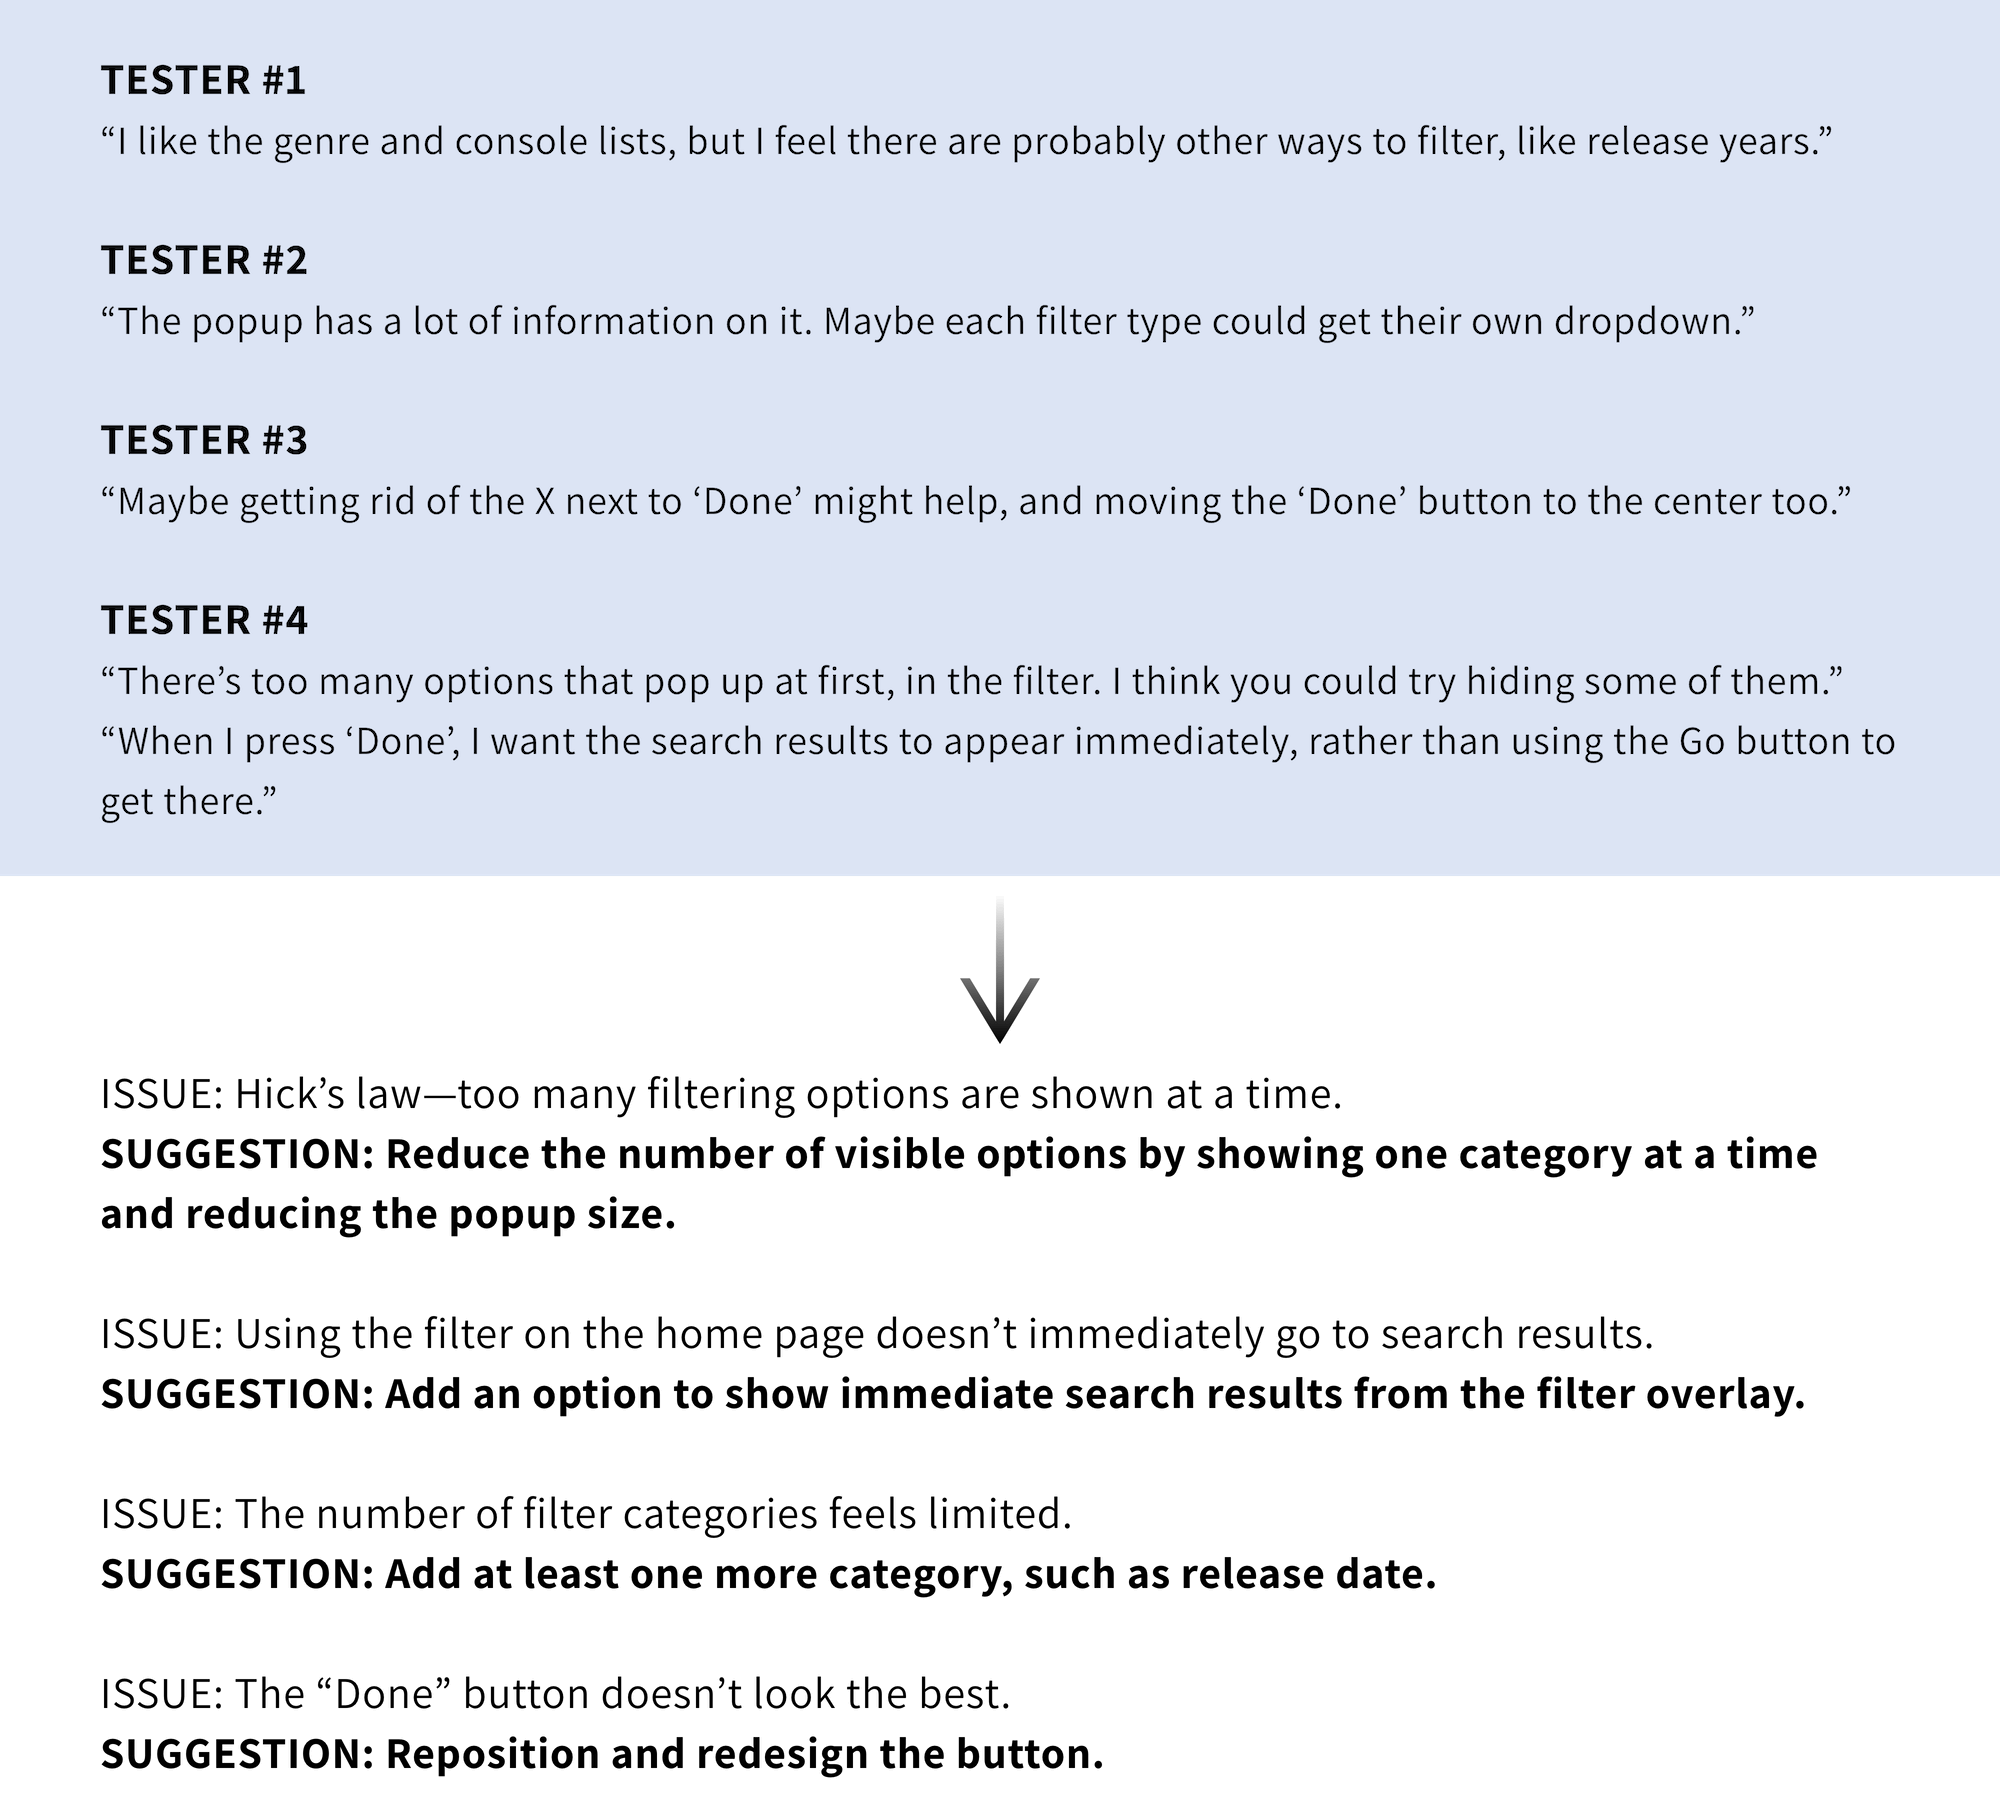 TESTER #1
“I like the genre and console lists, but I feel there are probably other ways to filter, like release years.”
TESTER #2
“The popup has a lot of information on it. Maybe each filter type could get their own dropdown.”
TESTER #3
“Maybe getting rid of the X next to ‘Done’ might help, and moving the ‘Done’ button to the center too.”
TESTER #4
“There’s too many options that pop up at first, in the filter. I think you could try hiding some of them.”
“When I press ‘Done’, I want the search results to appear immediately, rather than using the Go button to
get there.”
ISSUE: Hick’s law—too many filtering options are shown at a time.
SUGGESTION: Reduce the number of visible options by showing one category at a time
and reducing the popup size.
ISSUE: Using the filter on the home page doesn’t immediately go to search results.
SUGGESTION: Add an option to show immediate search results from the filter overlay.
ISSUE: The number of filter categories feels limited.
SUGGESTION: Add at least one more category, such as release date.
ISSUE: The “Done” button doesn’t look the best.
SUGGESTION: Reposition and redesign the button.